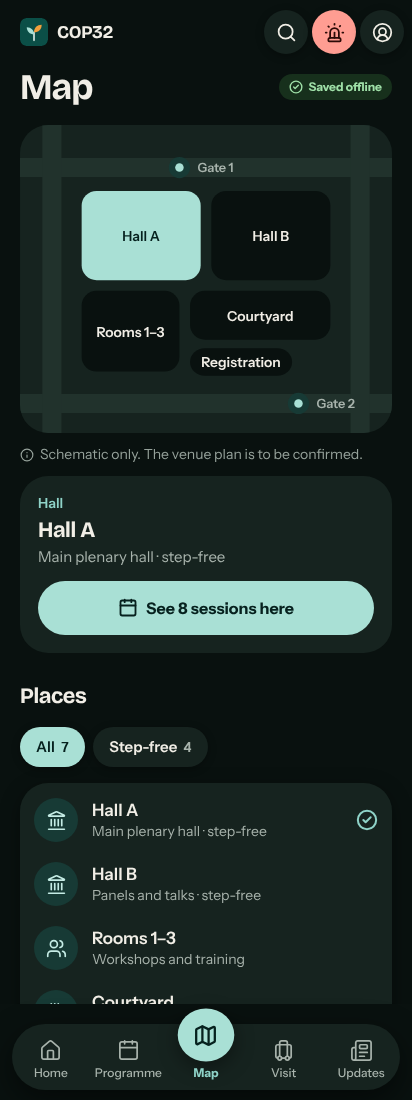 COP32
Map
Saved offline
Gate 1
Hall A
Hall B
Rooms 1–3
Courtyard
Registration
Gate 2
Schematic only. The venue plan is to be confirmed.
Hall
Hall A
Main plenary hall · step-free
See 8 sessions here
Places
All 7
Step-free 4
Hall A
Main plenary hall · step-free
Hall B
Panels and talks · step-free
Rooms 1–3
Workshops and training
Courtyard
Home
Programme
Map
Visit
Updates